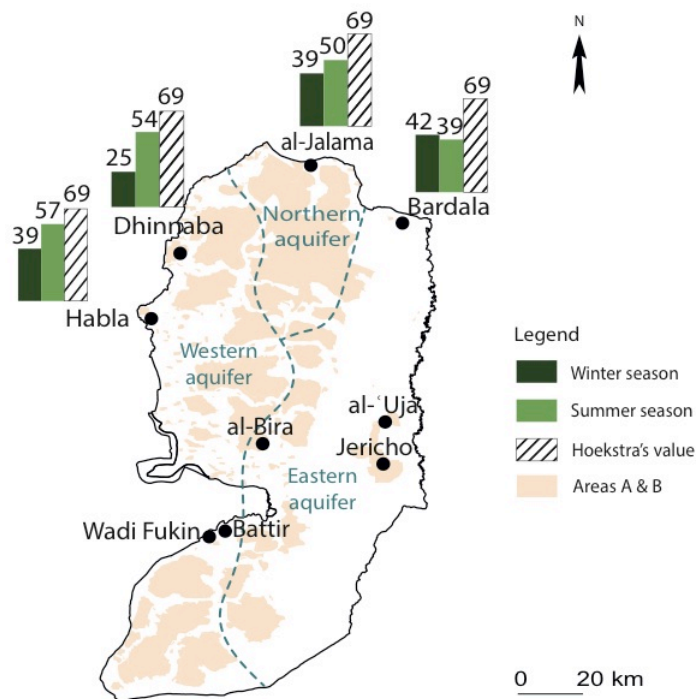 69
39 50
N
al-Jalama
69
54
25
69
42 39
Bardala
69
57
39
Dhinnaba
Northern
aquifer
Habla
Western
aquifer
Legend
Winter season
Summer season
Hoekstra's value
Areas A & B
al-ʿUja
al-Bira
Jericho
Eastern
aquifer
Wadi Fukin
Battir
0 20 km